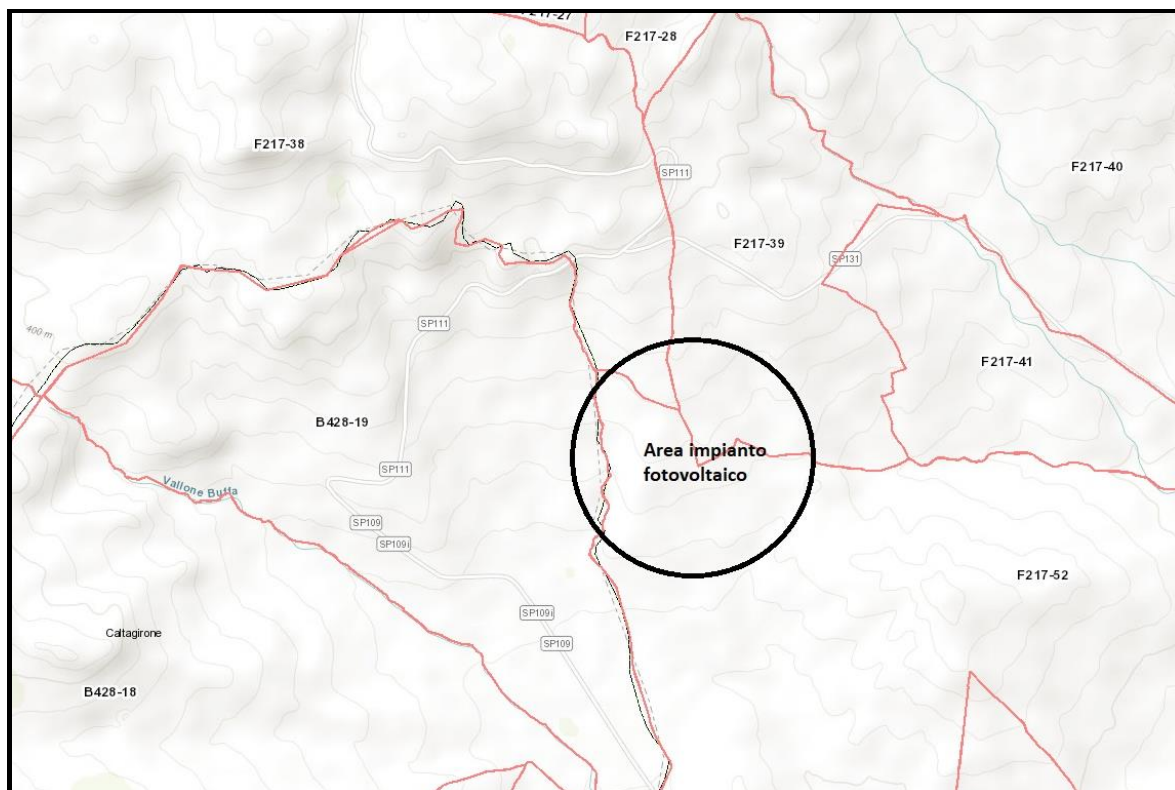 F217-27
F217-28
F217-38
SP111
F217-40
F217-39
SP131
SP111
400 m
F217-41
B428-19
Area impianto
fotovoltaico
SP111
Vallone Buffa
SP109
SP109i
F217-52
SP109i
Caltagirone
SP109
B428-18